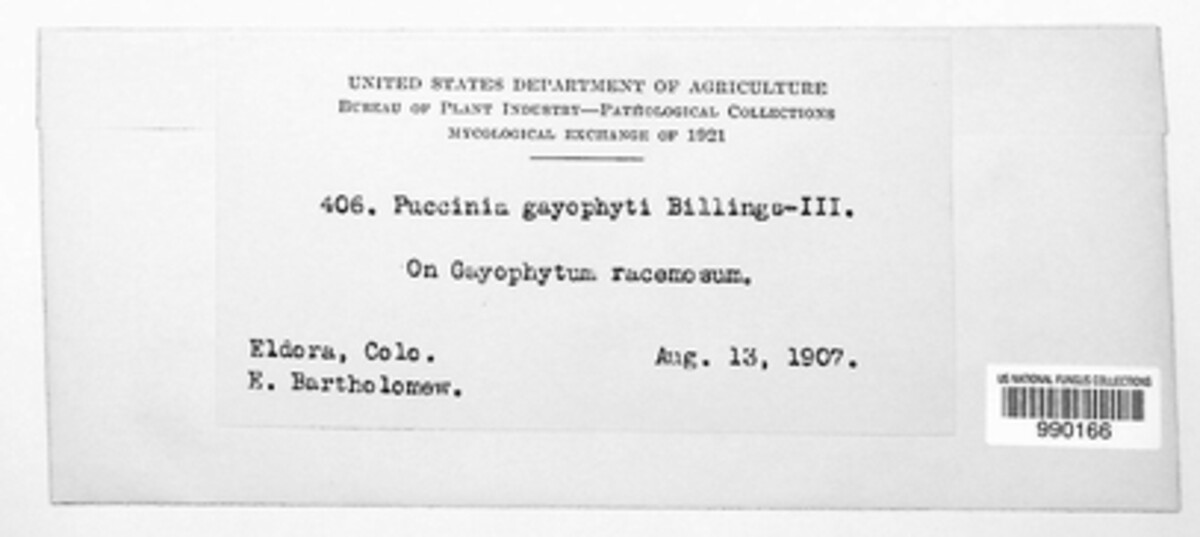 UNITED STATES DEPARTMENT OF AGRICULTURE
BUREAU OF PLANT INDUSTRY—PATHOLOGICAL COLLECTIONS
MYCOLOGICAL EXCHANGE OF 1921
406. Puccinia gayophyti Billings-III.
On Gayophytum racemosum.
Eldora, Colo.
Aug. 13, 1907.
E. Bartholomew.
US NATIONAL FUNGUS COLLECTIONS
990166